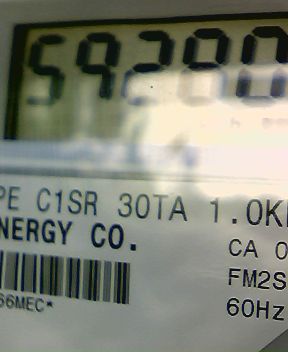 59280
PE C1SR 30TA 1.0K
NERGY CO.
CA 0
FM2S
66MEC*
60Hz